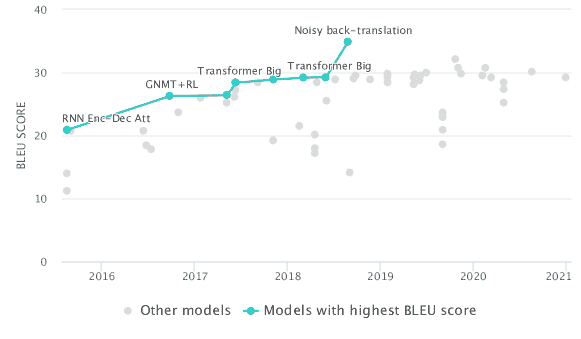 40
Noisy back-translation
Transformer Big
Transformer Big
30
GNMT+RL
RNN Enc-Dec Att
20
BLEU SCORE
10
0
2016 2017 2018 2019 2020 2021
Other models Models with highest BLEU score